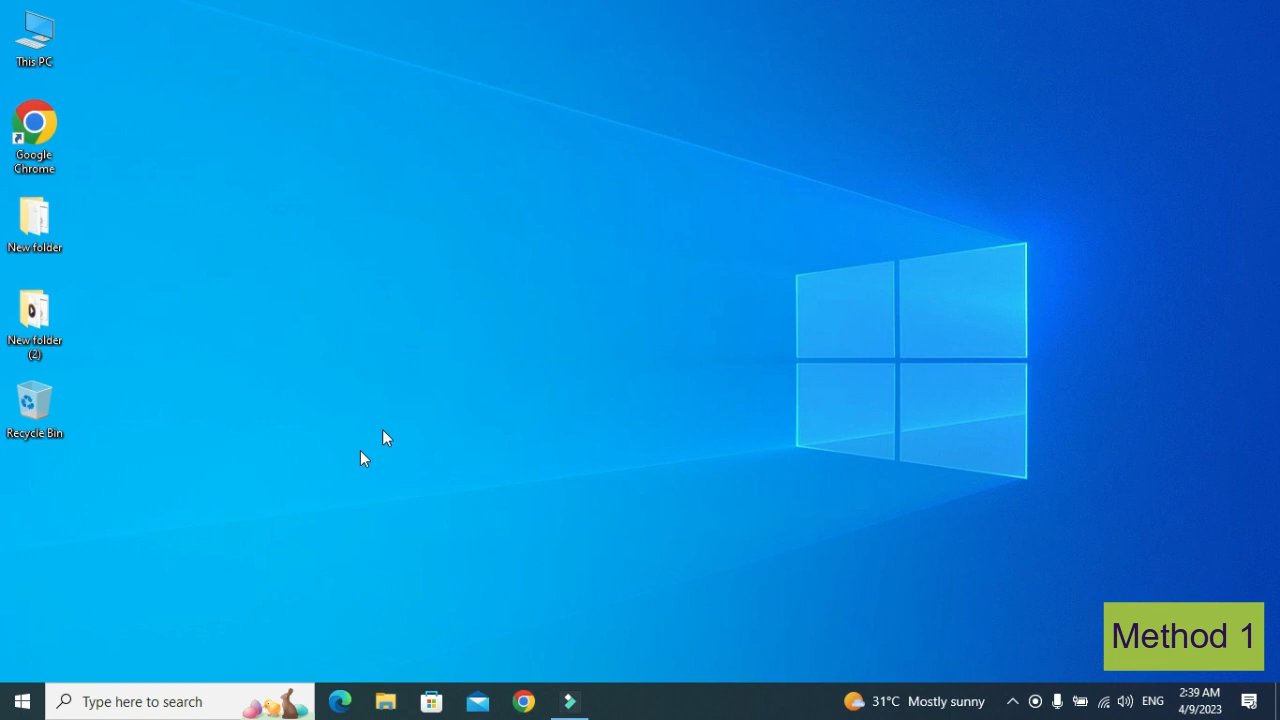 This PC
Google
Chrome
New folder
New folder
(2)
Recycle Bin
Method 1
Type here to search
31°C Mostly sunny
ENG
2:39 AM
4/9/2023